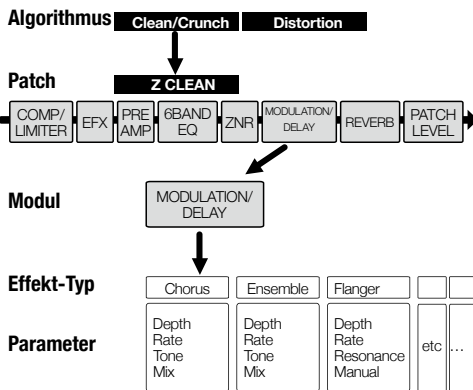 Algorithmus Clean/Crunch Distortion
Patch Z CLEAN
COMP/ LIMITER EFX PRE AMP 6BAND EQ ZNR MODULATION/ DELAY REVERB PATCH LEVEL
Modul MODULATION/ DELAY
Effekt-Typ Chorus Ensemble Flanger
Parameter
Depth Depth Depth
Rate Rate Rate
Tone Tone Resonance etc ...
Mix Mix Manual